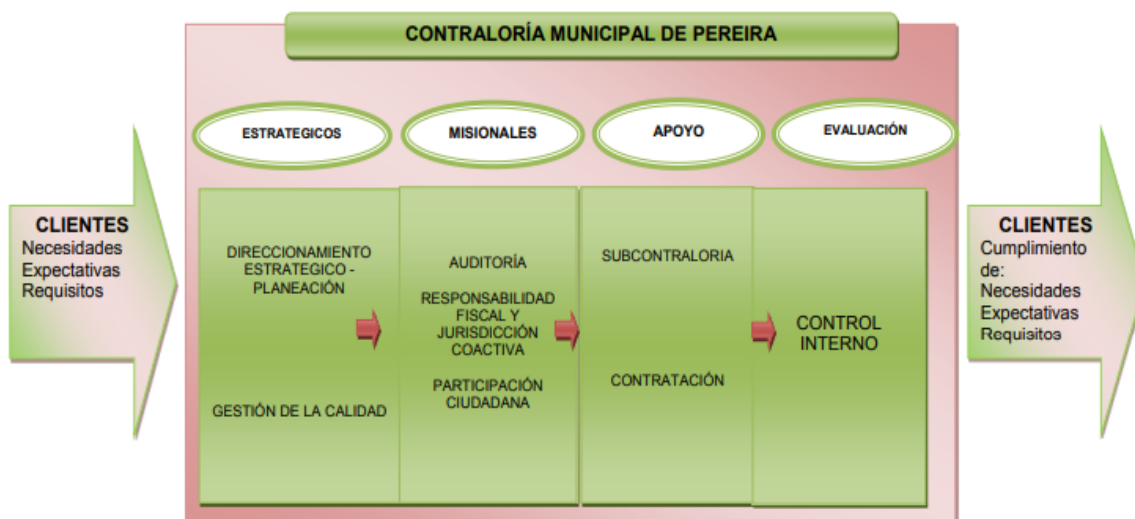 CONTRALORÍA MUNICIPAL DE PEREIRA
ESTRATEGICOS
MISIONALES
APOYO
EVALUACIÓN
CLIENTES
Necesidades
Expectativas
Requisitos
DIRECCIONAMIENTO
ESTRATEGICO -
PLANEACIÓN
GESTIÓN DE LA CALIDAD
AUDITORÍA
RESPONSABILIDAD
FISCAL Y
JURISDICCIÓN
COACTIVA
PARTICIPACIÓN
CIUDADANA
SUBCONTRALORIA
CONTRATACIÓN
CONTROL
INTERNO
CLIENTES
Cumplimiento
de:
Necesidades
Expectativas
Requisitos